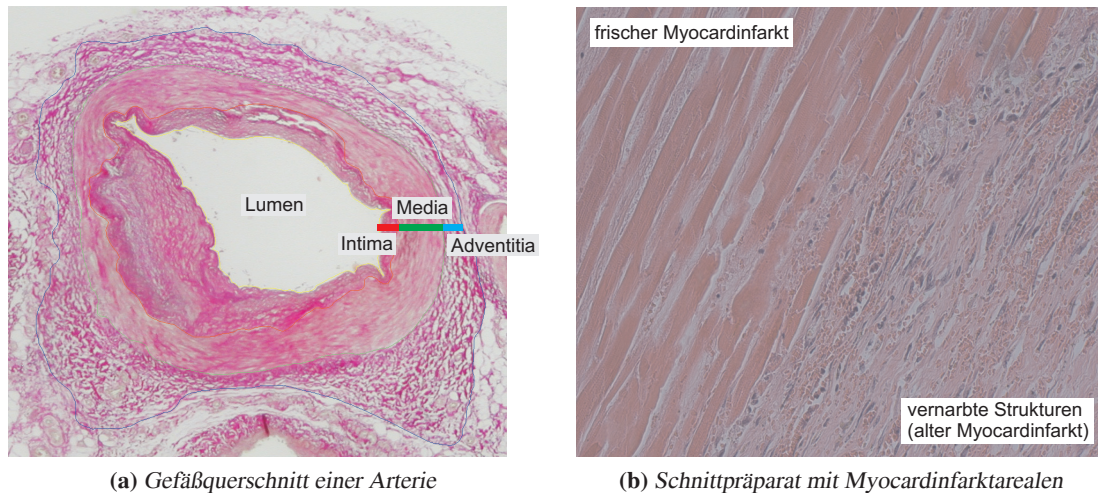 Lumen
Media
Intima
Adventitia
(a) Gefäßquerschnitt einer Arterie
frischer Myocardinfarkt
vernarbte Strukturen
(alter Myocardinfarkt)
(b) Schnittpräparat mit Myocardinfarktarealen